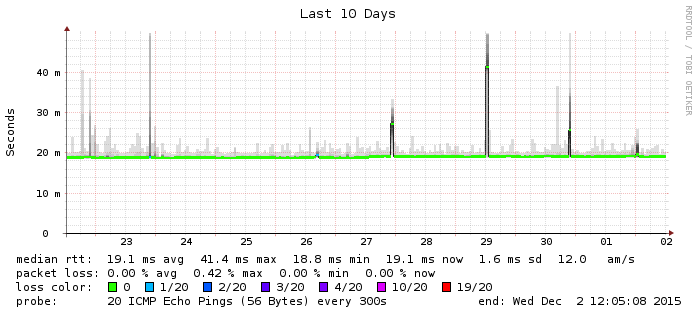 Last 10 Days
RRDTOOL / TOBI OETIKER
Seconds
40 m
30 m
20 m
10 m
0
23 24 25 26 27 28 29 30 01 02
median rtt: 19.1 ms avg 41.4 ms max 18.8 ms min 19.1 ms now 1.6 ms sd 12.0 am/s
packet loss: 0.00 % avg 0.42 % max 0.00 % min 0.00 % now
loss color: 0 1/20 2/20 3/20 4/20 10/20 19/20
probe: 20 ICMP Echo Pings (56 Bytes) every 300s end: Wed Dec 2 12:05:08 2015